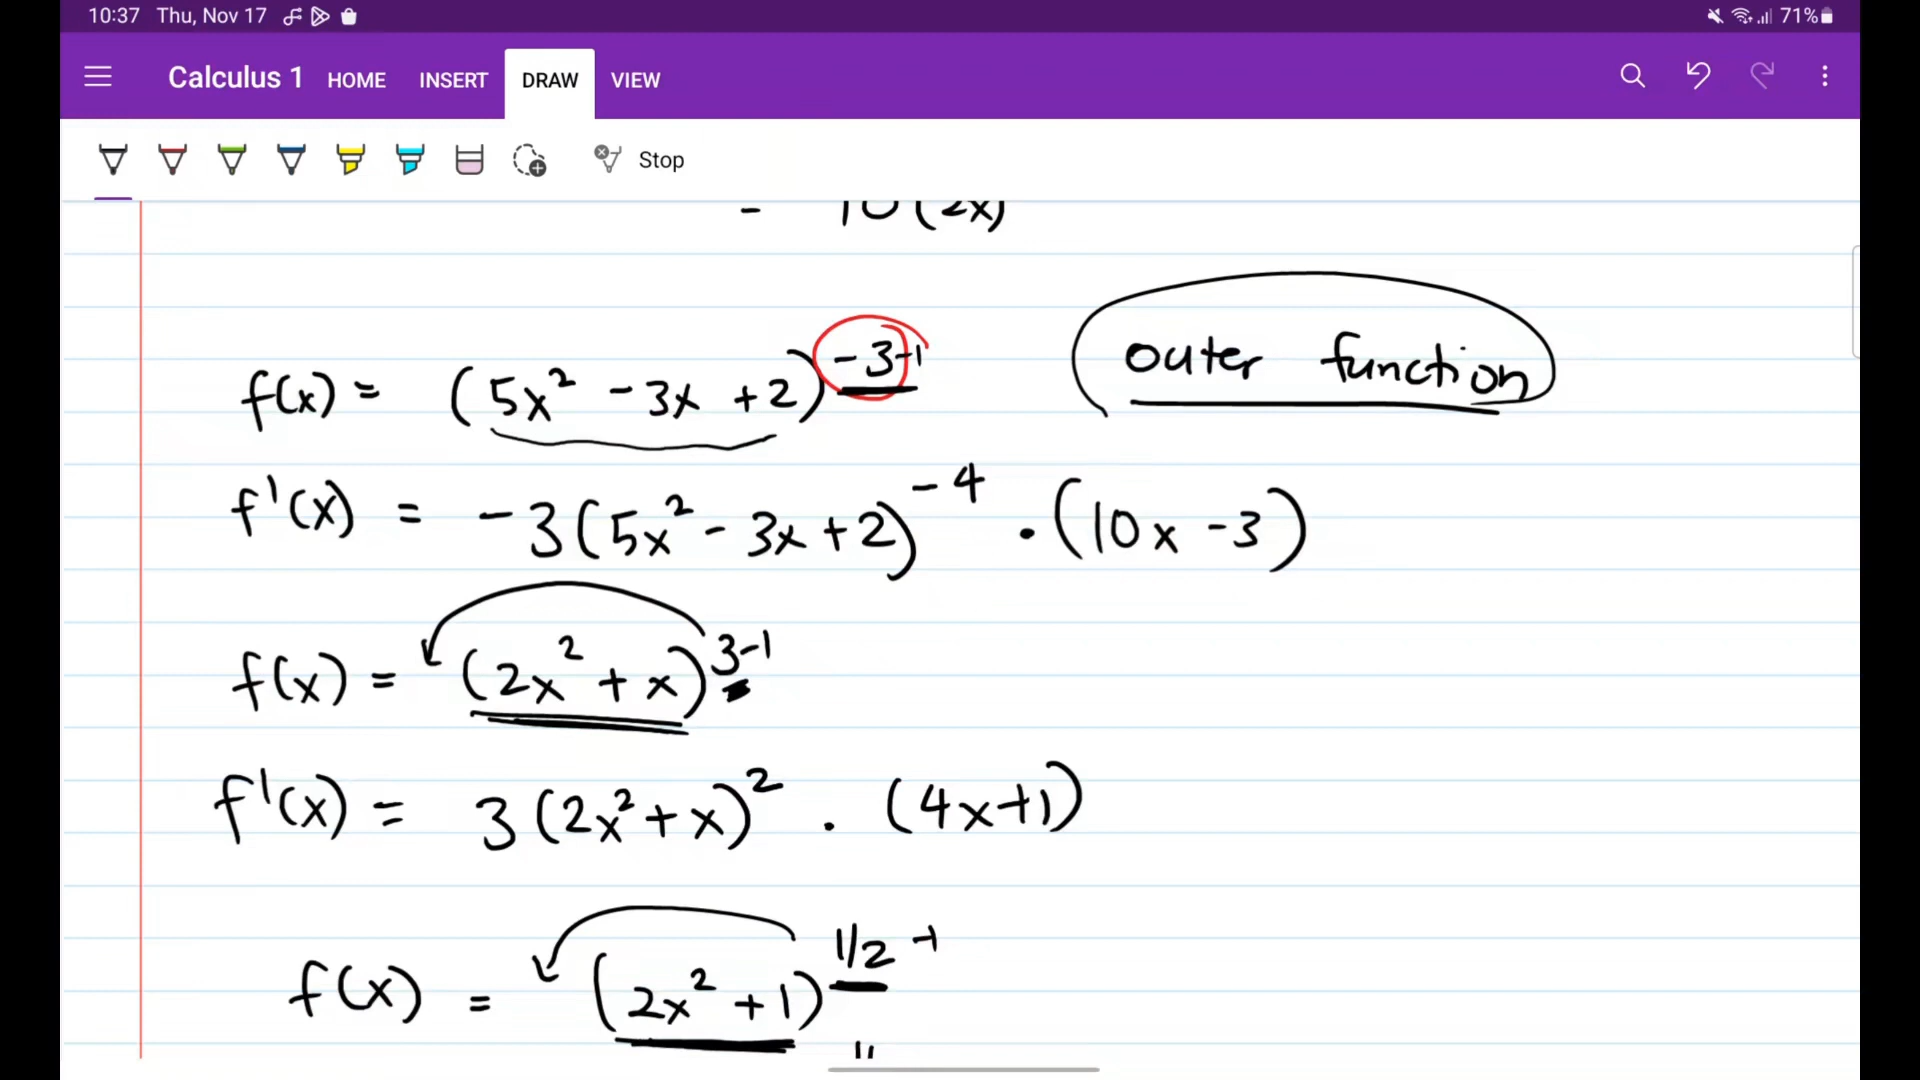 10:37 Thu, Nov 17 71%
Calculus 1 HOME INSERT DRAW VIEW
Stop
= 10(2x)
f(x) = (5x² - 3x + 2)^-3-1 outer function
f'(x) = -3(5x² - 3x + 2)^-4 · (10x - 3)
f(x) = (2x² + x)^3-1
f'(x) = 3(2x² + x)² · (4x+1)
f(x) = (2x² + 1)^1/2 -1